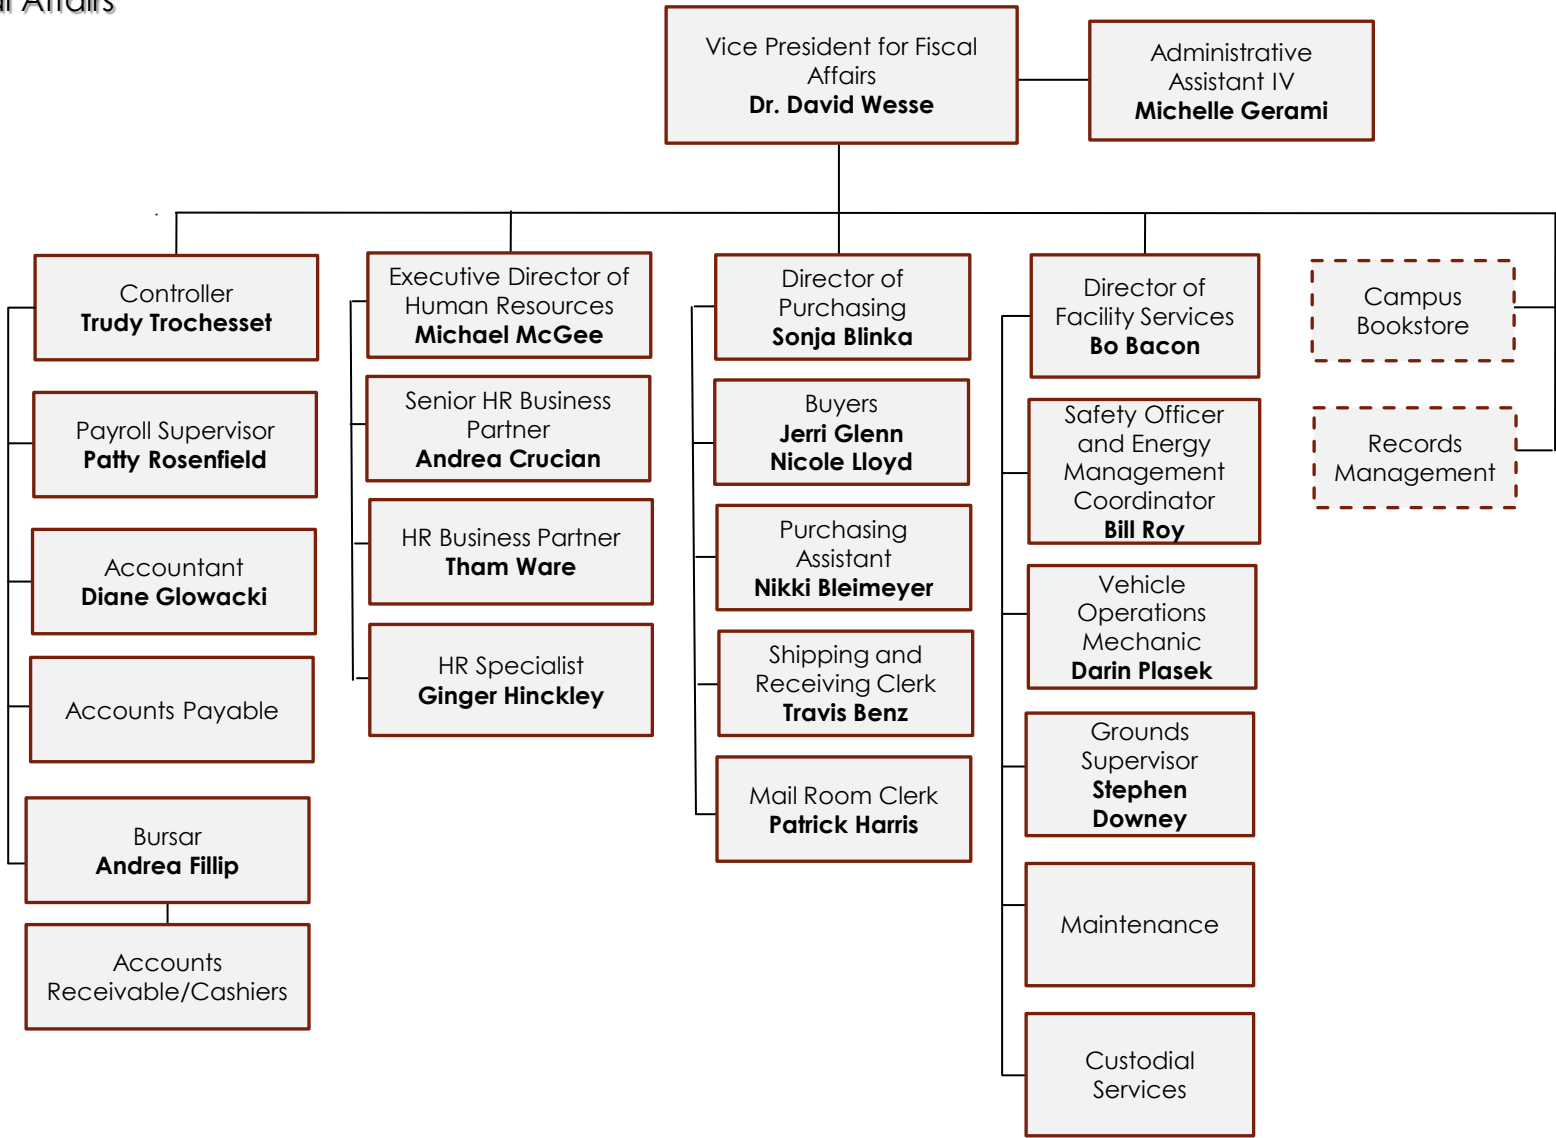 Affairs
Vice President for Fiscal
Affairs
Dr. David Wesse
Administrative
Assistant IV
Michelle Gerami
Controller
Trudy Trochesset
Payroll Supervisor
Patty Rosenfield
Accountant
Diane Glowacki
Accounts Payable
Bursar
Andrea Fillip
Accounts
Receivable/Cashiers
Executive Director of
Human Resources
Michael McGee
Senior HR Business
Partner
Andrea Crucian
HR Business Partner
Tham Ware
HR Specialist
Ginger Hinckley
Director of
Purchasing
Sonja Blinka
Buyers
Jerri Glenn
Nicole Lloyd
Purchasing
Assistant
Nikki Bleimeyer
Shipping and
Receiving Clerk
Travis Benz
Mail Room Clerk
Patrick Harris
Director of
Facility Services
Bo Bacon
Safety Officer
and Energy
Management
Coordinator
Bill Roy
Vehicle
Operations
Mechanic
Darin Plasek
Grounds
Supervisor
Stephen
Downey
Maintenance
Custodial
Services
Campus
Bookstore
Records
Management